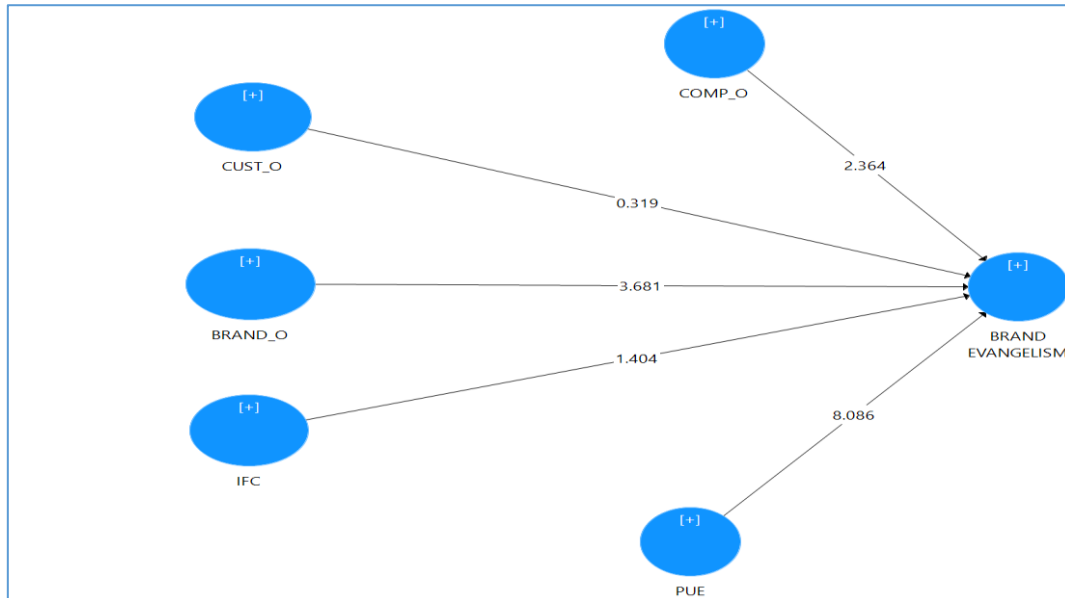 [+]
COMP_O
[+]
CUST_O
2.364
0.319
[+]
BRAND_O
3.681
[+]
BRAND
EVANGELISM
1.404
[+]
IFC
8.086
[+]
PUE